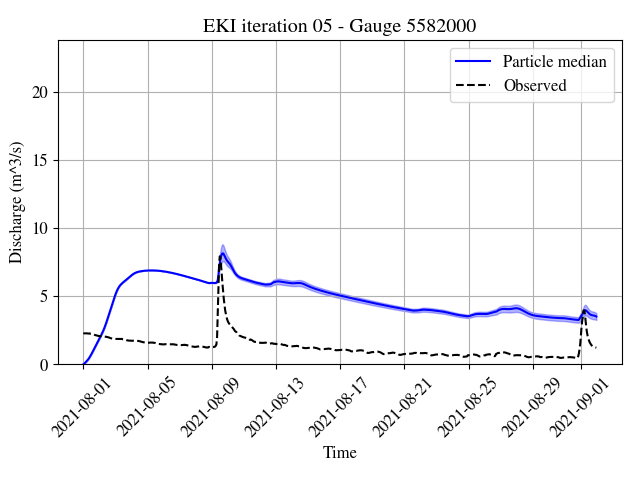 EKI iteration 05 - Gauge 5582000
Particle median
Observed
Discharge (m^3/s)
20
15
10
5
0
2021-08-01
2021-08-05
2021-08-09
2021-08-13
2021-08-17
2021-08-21
2021-08-25
2021-08-29
2021-09-01
Time